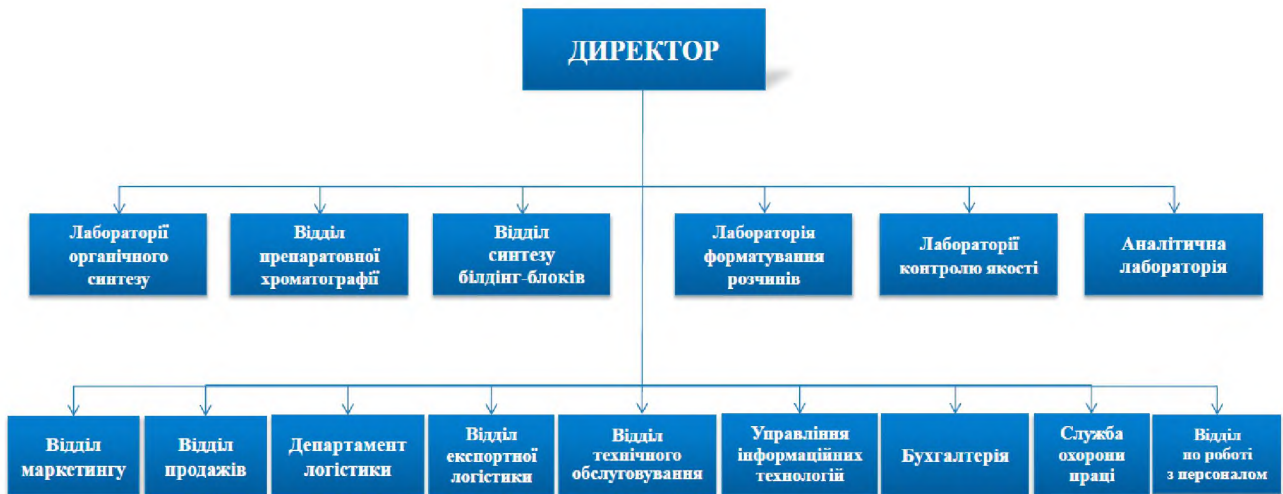 ДИРЕКТОР
Лабораторії
органічного
синтезу
Відділ
препаратовної
хроматографії
Відділ
синтезу
білдінг-блоків
Лабораторія
форматування
розчинів
Лабораторії
контролю якості
Аналітична
лабораторія
Відділ
маркетингу
Відділ
продажів
Департамент
логістики
Відділ
експортної
логістики
Відділ
технічного
обслутовування
Управління
інформаційних
технологій
Бухгалтерія
Служба
охорони
праці
Відділ
по роботі
з персоналом